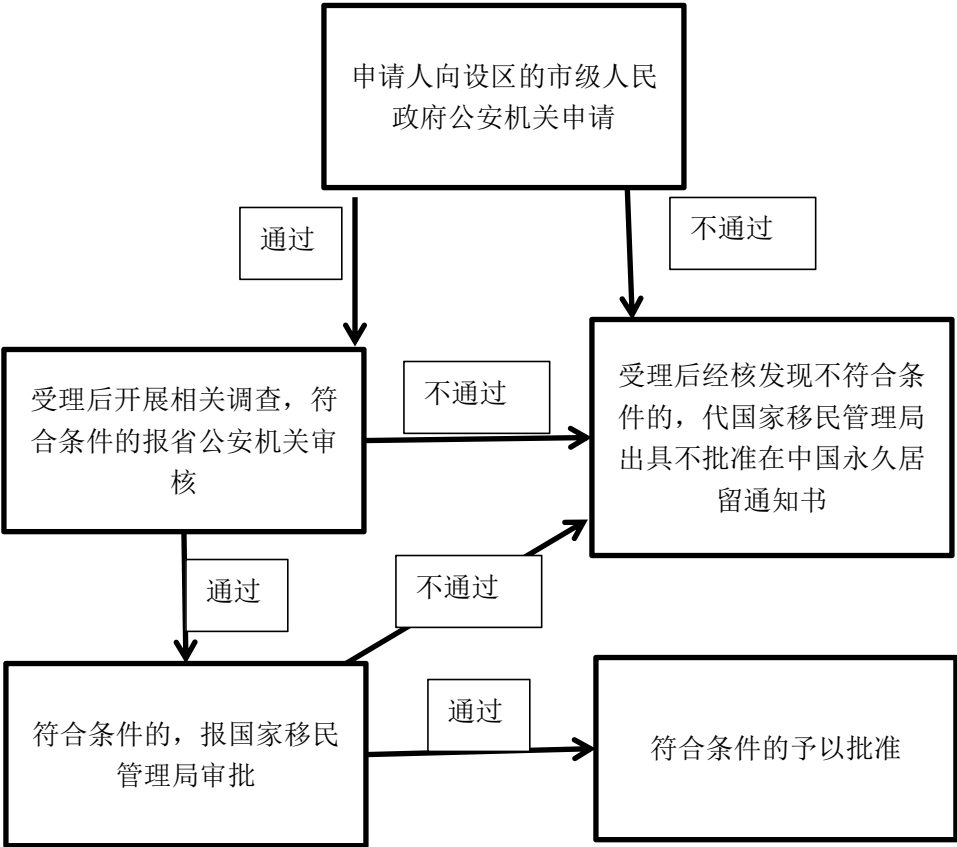 申请人向设区的市级人民
政府公安机关申请
通过
不通过
受理后开展相关调查，符
合条件的报省公安机关审
核
不通过
受理后经核发现不符合条
件的，代国家移民管理局
出具不批准在中国永久居
留通知书
通过
不通过
符合条件的，报国家移民
管理局审批
通过
符合条件的予以批准